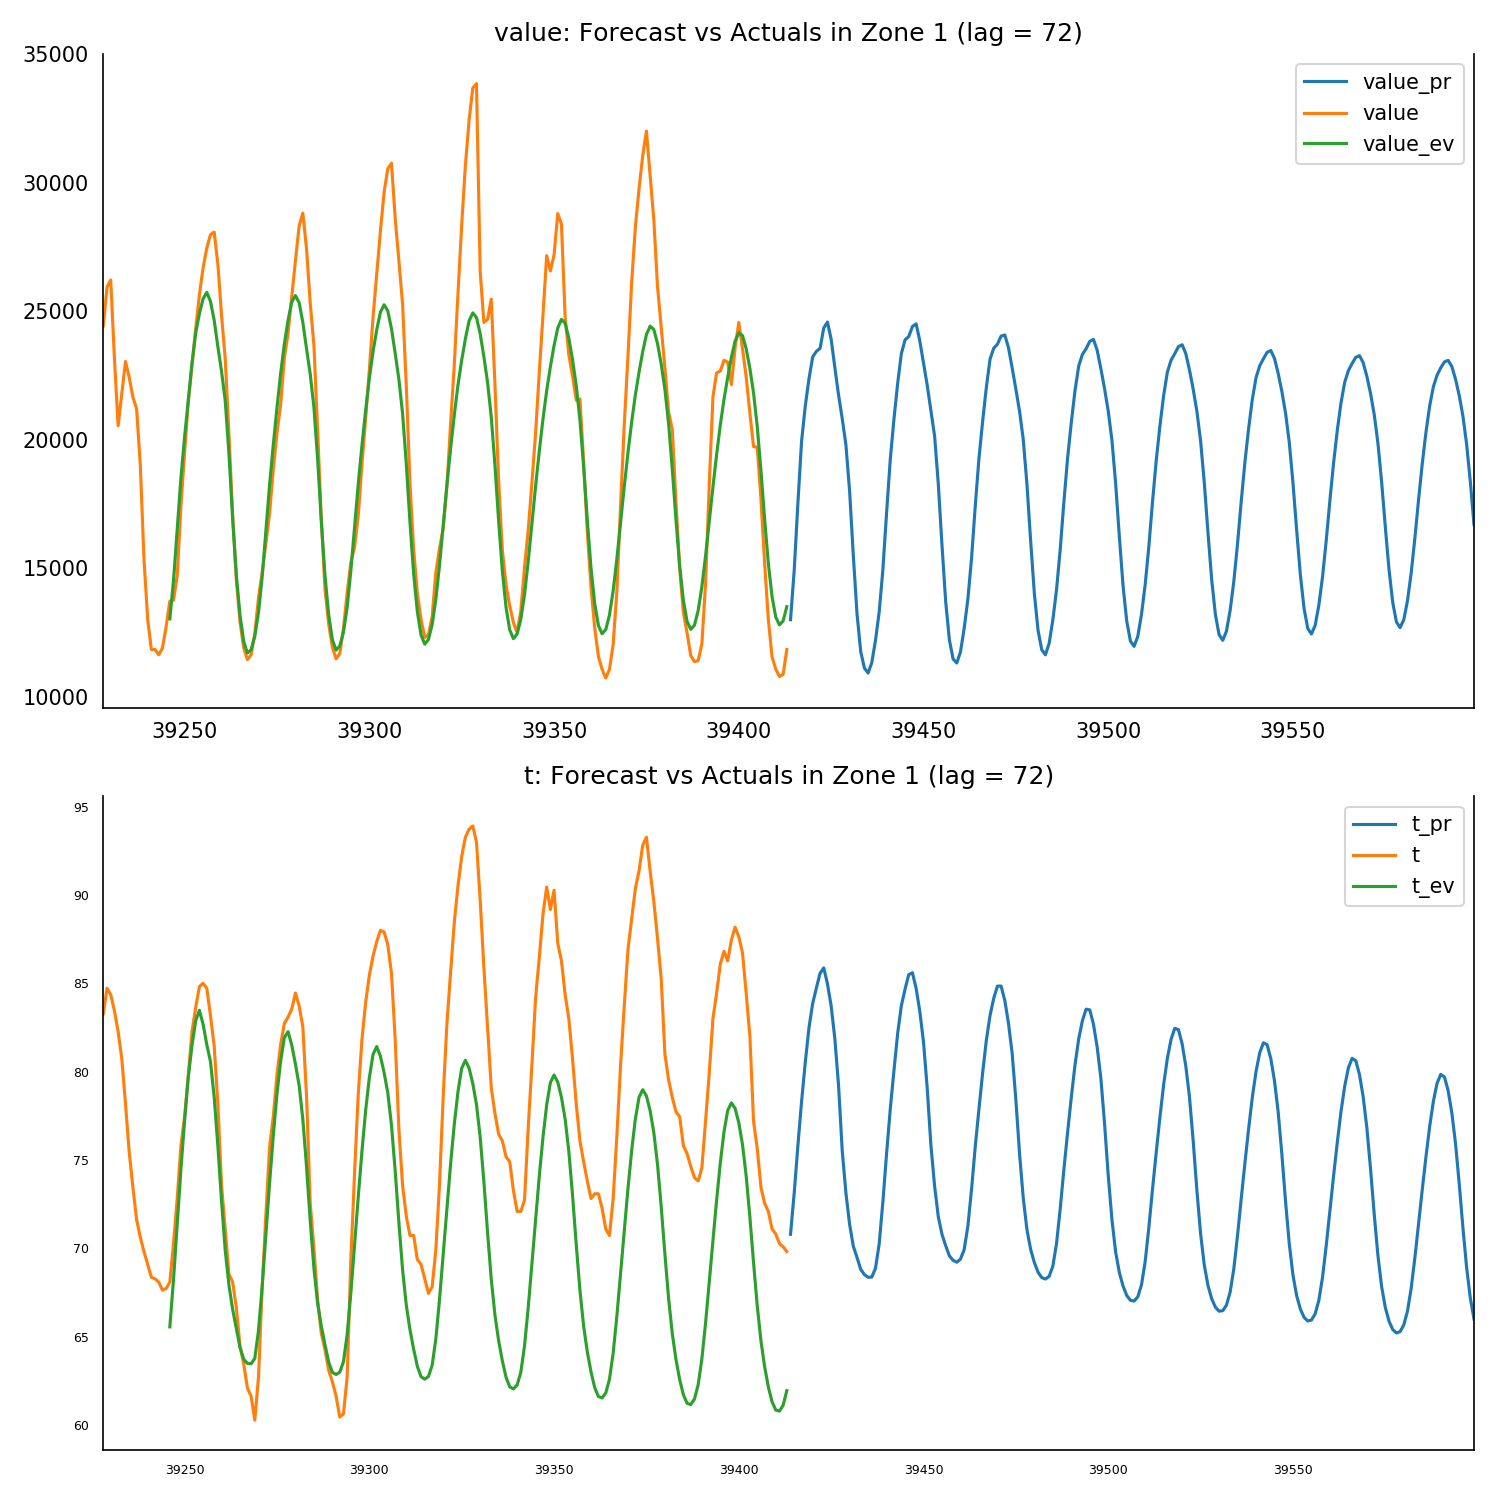 value: Forecast vs Actuals in Zone 1 (lag = 72)
35000
30000
25000
20000
15000
10000
value_pr
value
value_ev
39250 39300 39350 39400 39450 39500 39550
t: Forecast vs Actuals in Zone 1 (lag = 72)
95
90
85
80
75
70
65
60
t_pr
t
t_ev
39250 39300 39350 39400 39450 39500 39550